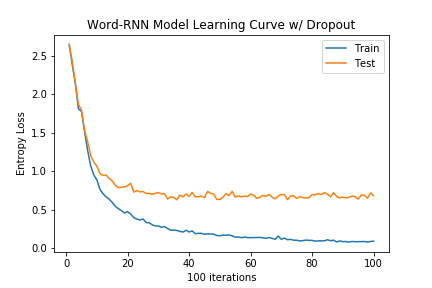 Word-RNN Model Learning Curve w/ Dropout
Train
Test
Entropy Loss
2.5
2.0
1.5
1.0
0.5
0.0
0 20 40 60 80 100
100 iterations